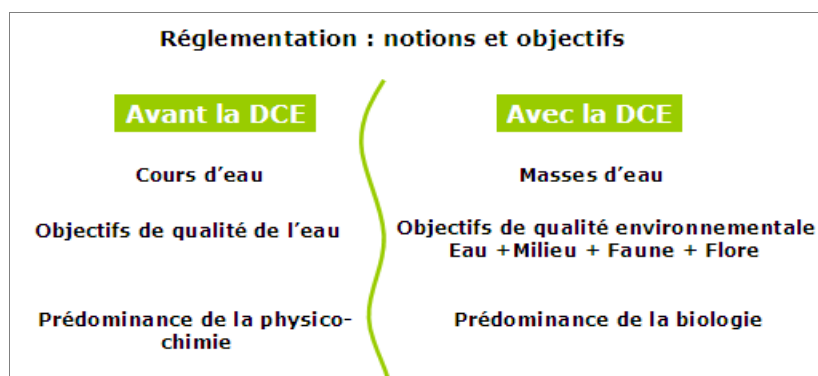 Réglementation : notions et objectifs
Avant la DCE
Avec la DCE
Cours d'eau
Masses d'eau
Objectifs de qualité de l'eau
Objectifs de qualité environnementale
Eau +Milieu + Faune + Flore
Prédominance de la physico-
chimie
Prédominance de la biologie